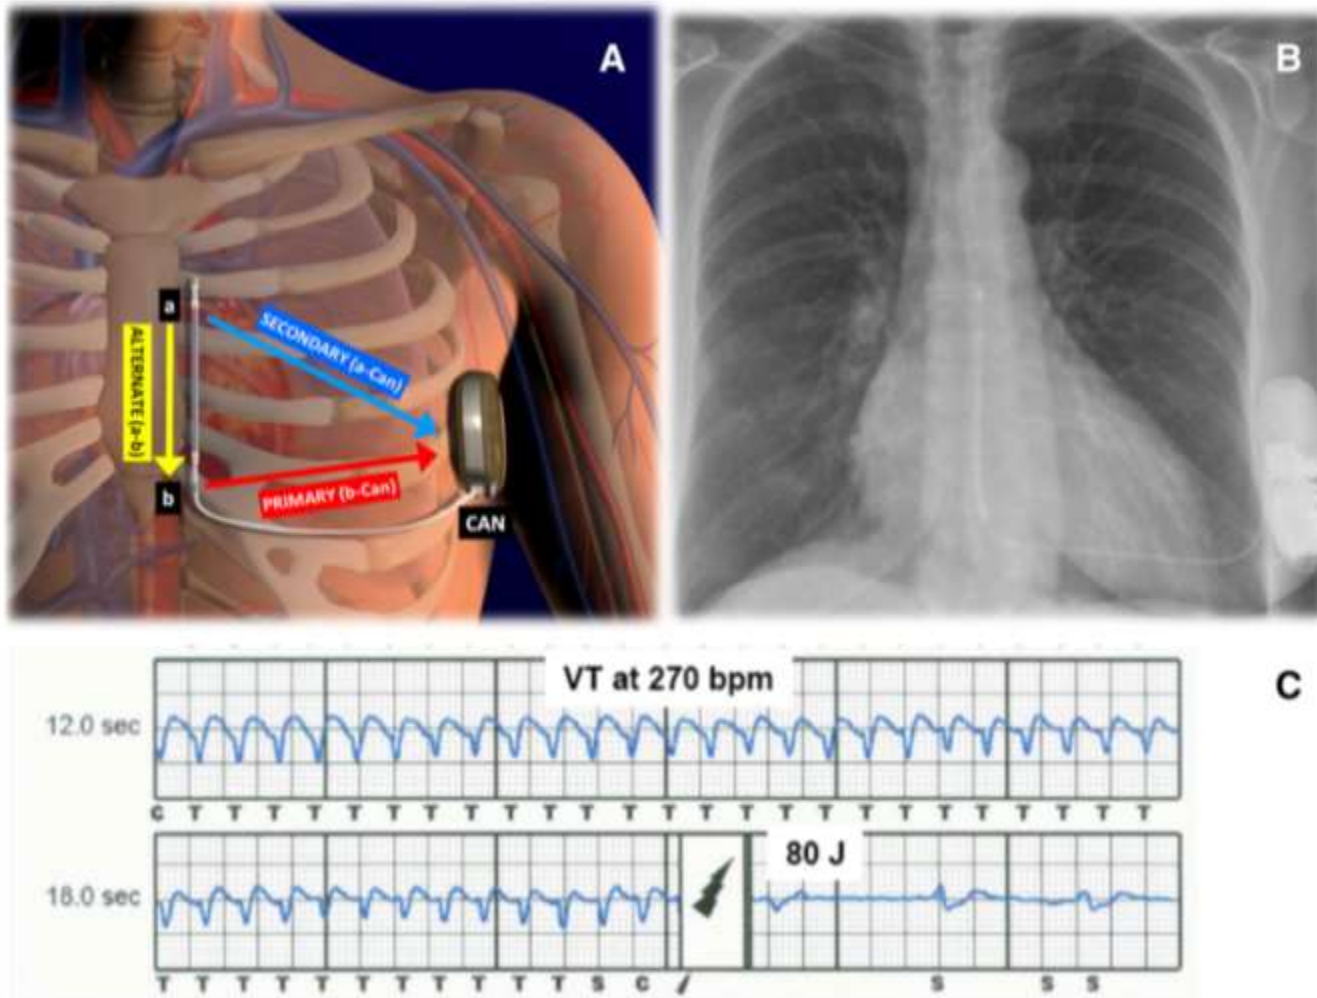 A
B
a
SECONDARY (a-Can)
ALTERNATE (a-b)
PRIMARY (b-Can)
b
CAN
C
VT at 270 bpm
12.0 sec
C T T T T T T T T T T T T T T T T T T T T T T T T T
80 J
18.0 sec
T T T T T T T T T T T S C S S S